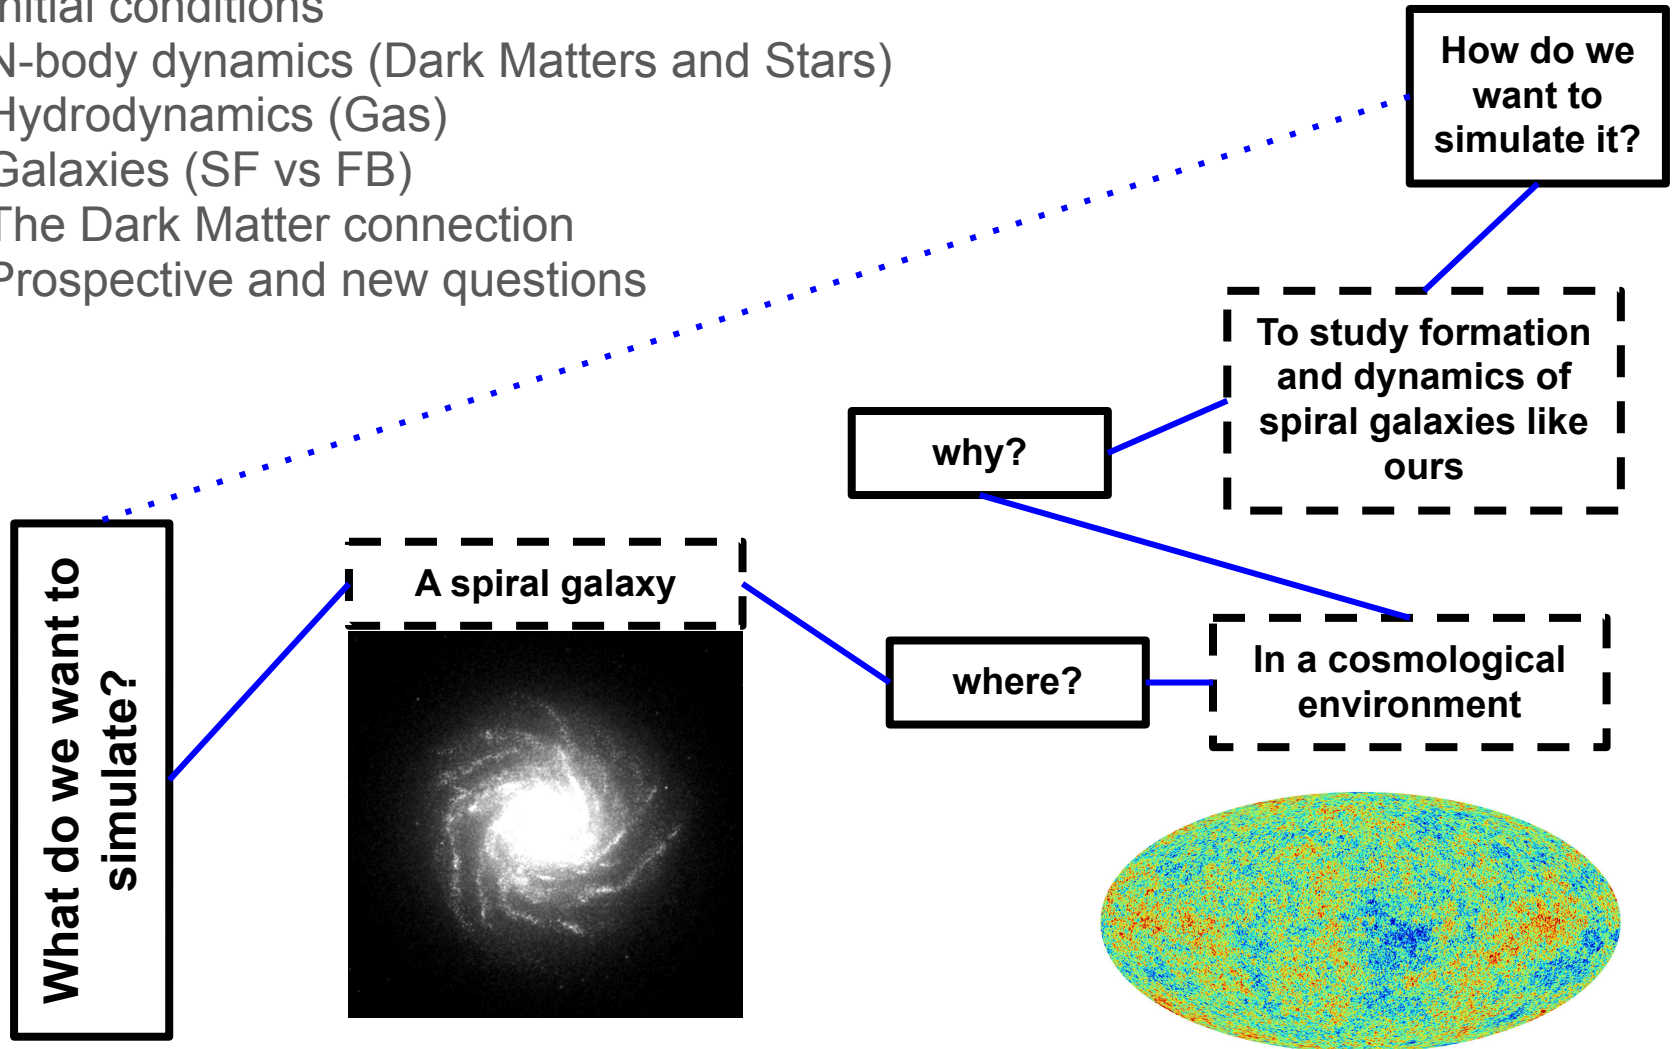 Initial conditions
N-body dynamics (Dark Matters and Stars)
Hydrodynamics (Gas)
Galaxies (SF vs FB)
The Dark Matter connection
Prospective and new questions
How do we
want to
simulate it?
To study formation
and dynamics of
spiral galaxies like
ours
why?
What do we want to
simulate?
A spiral galaxy
where?
In a cosmological
environment